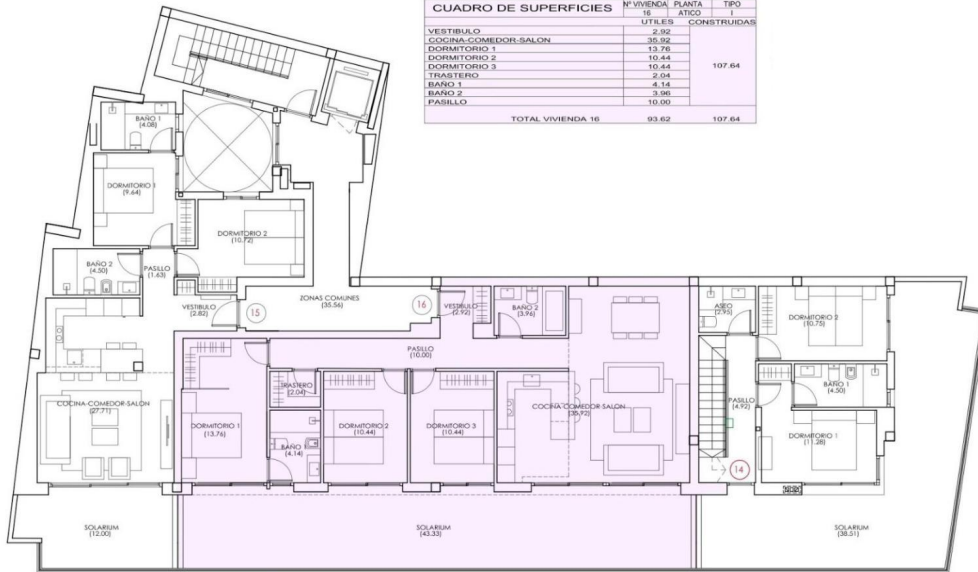 CUADRO DE SUPERFICIES
Nº VIVIENDA PLANTA TIPO
16 ATICO I
UTILES CONSTRUIDAS
VESTIBULO 2.92
COCINA-COMEDOR-SALON 35.92
DORMITORIO 1 13.76
DORMITORIO 2 10.44
DORMITORIO 3 10.44
TRASTERO 2.04
BAÑO 1 4.14
BAÑO 2 3.96
PASILLO 10.00
107.64
TOTAL VIVIENDA 16 93.62 107.64
BAÑO 1
(4.08)
DORMITORIO 1
(9.64)
DORMITORIO 2
(10.72)
BAÑO 2
(4.50)
PASILLO
(1.63)
VESTIBULO
(2.82)
15
ZONAS COMUNES
(35.56)
16
VESTIBULO
(2.92)
BAÑO 2
(3.96)
ASEO
(2.95)
DORMITORIO 2
(10.75)
PASILLO
(10.00)
TRASTERO
(2.04)
BAÑO 1
(4.50)
COCINA-COMEDOR-SALON
(27.71)
DORMITORIO 1
(13.76)
BAÑO 1
(4.14)
DORMITORIO 2
(10.44)
DORMITORIO 3
(10.44)
COCINA-COMEDOR-SALON
(35.92)
PASILLO
(4.92)
DORMITORIO 1
(11.28)
14
SOLARIUM
(12.00)
SOLARIUM
(43.33)
SOLARIUM
(38.51)